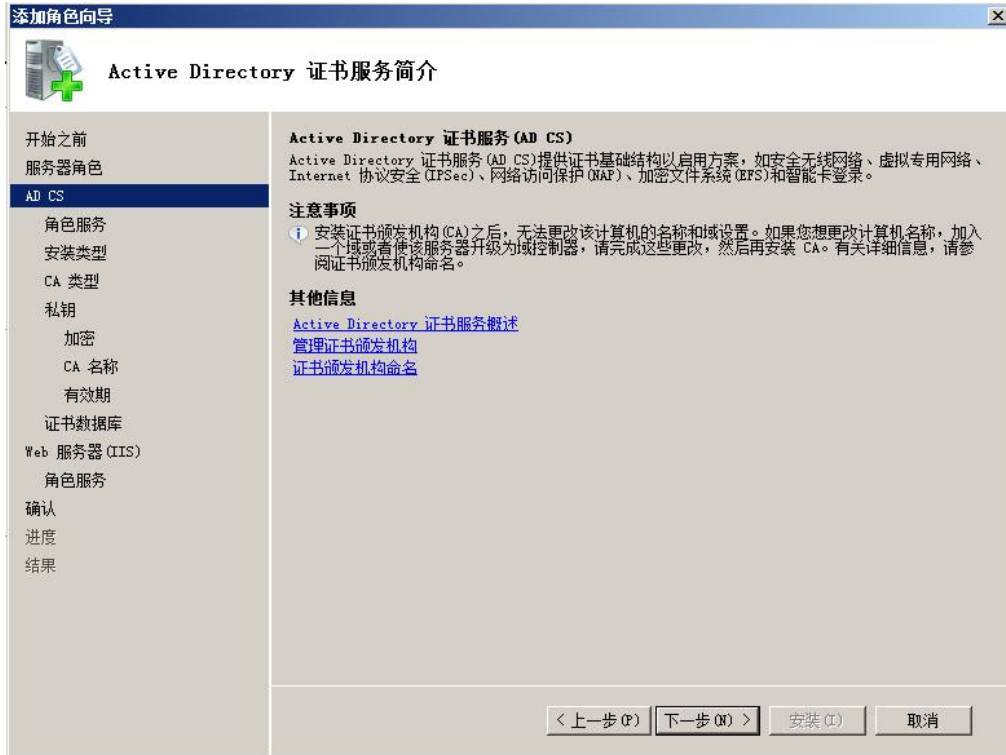 添加角色向导
Active Directory 证书服务简介
开始之前
服务器角色
AD CS
角色服务
安装类型
CA 类型
私钥
加密
CA 名称
有效期
证书数据库
Web 服务器(IIS)
角色服务
确认
进度
结果
Active Directory 证书服务(AD CS)
Active Directory 证书服务(AD CS)提供证书基础结构以启用方案，如安全无线网络、虚拟专用网络、
Internet 协议安全(IPSec)、网络访问保护(NAP)、加密文件系统(EFS)和智能卡登录。
注意事项
安装证书颁发机构(CA)之后，无法更改该计算机的名称和域设置。如果您想更改计算机名称，加入
一个域或者使该服务器升级为域控制器，请完成这些更改，然后再安装 CA。有关详细信息，请参
阅证书颁发机构命名。
其他信息
Active Directory 证书服务概述
管理证书颁发机构
证书颁发机构命名
< 上一步(P) 下一步(N) > 安装(I) 取消